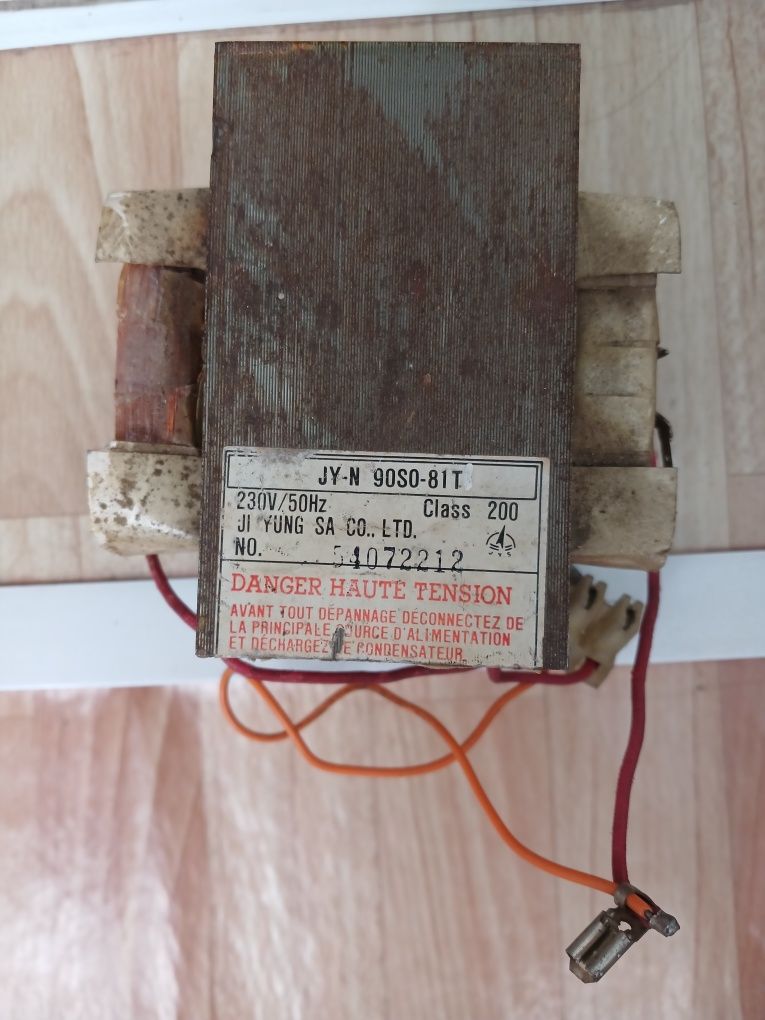 JY-N 90S0-81T
230V/50Hz Class 200
JI YUNG SA CO., LTD.
NO. 54072212
DANGER HAUTE TENSION
AVANT TOUT DÉPANNAGE DÉCONNECTEZ DE
LA PRINCIPALE SOURCE D'ALIMENTATION
ET DÉCHARGEZ LE CONDENSATEUR.